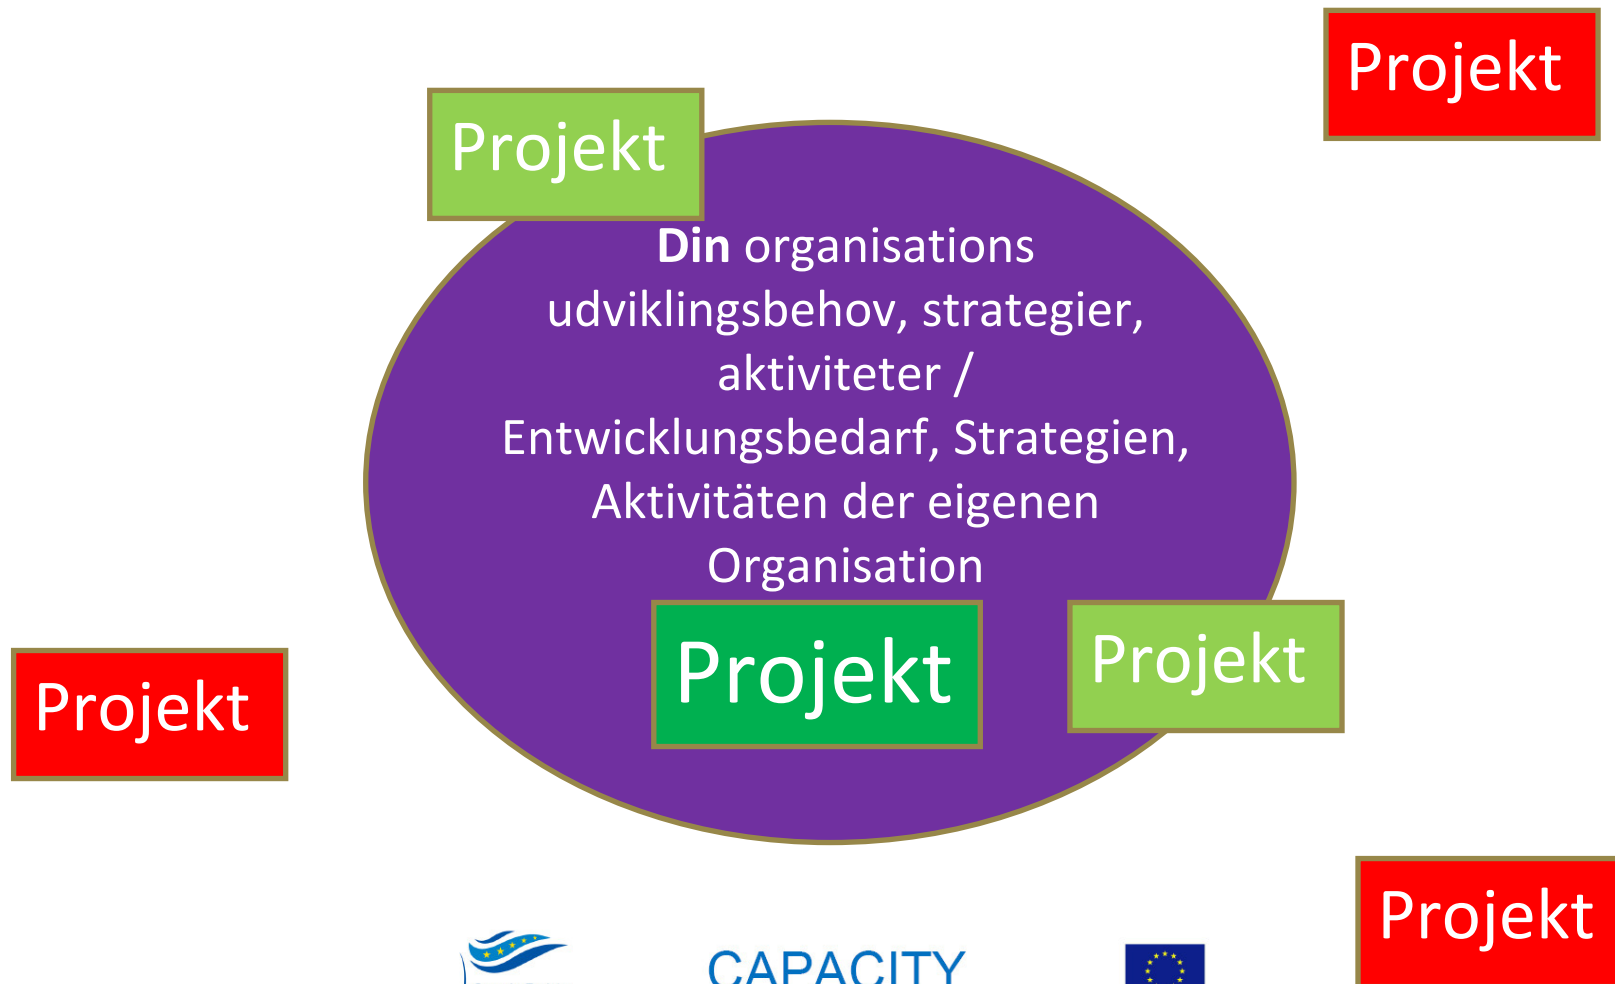 Projekt
Projekt
Din organisations
udviklingsbehov, strategier,
aktiviteter /
Entwicklungsbedarf, Strategien,
Aktivitäten der eigenen
Organisation
Projekt
Projekt
Projekt
Projekt
CAPACITY